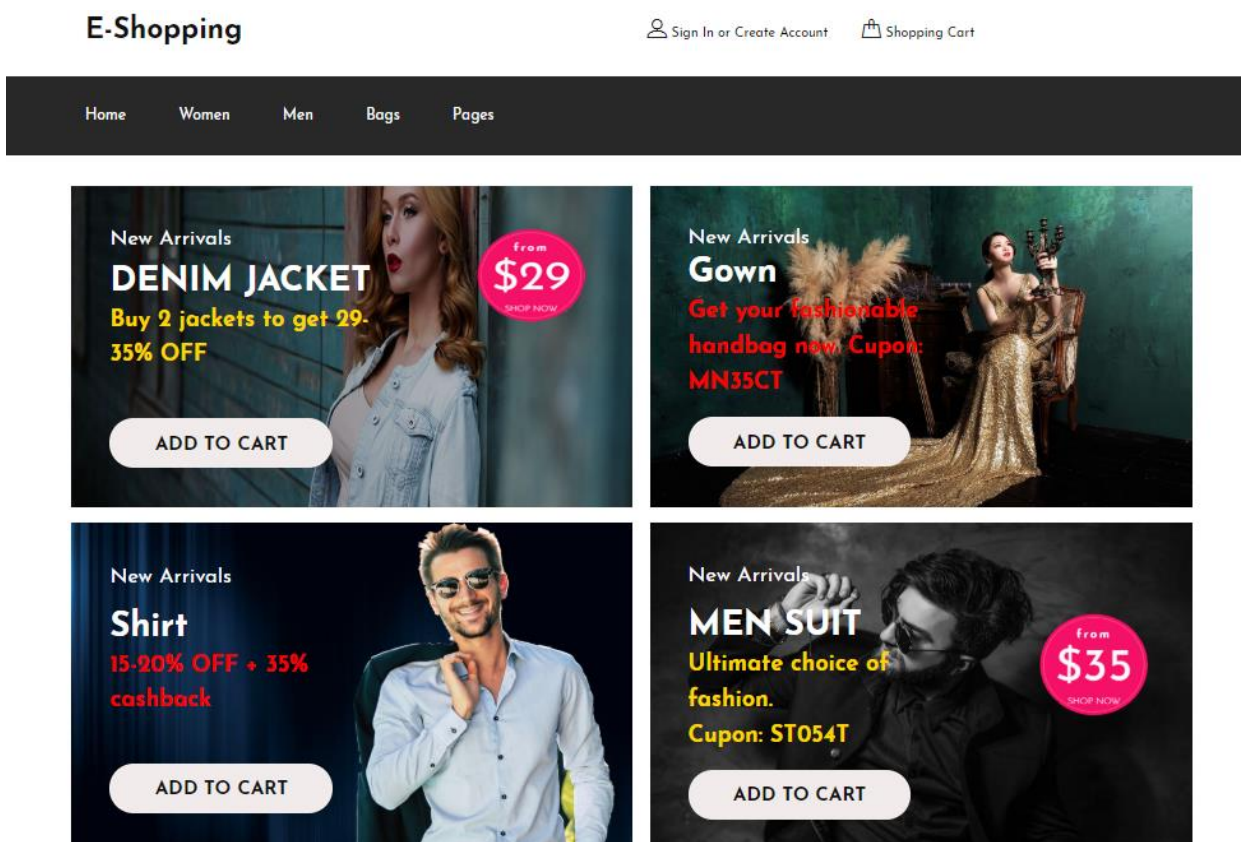 E-Shopping
Sign In or Create Account
Shopping Cart
Home Women Men Bags Pages
New Arrivals
DENIM JACKET
Buy 2 jackets to get 29-
35% OFF
from
$29
SHOP NOW
ADD TO CART
New Arrivals
Gown
Get your fashionable
handbag now. Cupon:
MN35CT
ADD TO CART
New Arrivals
Shirt
15-20% OFF + 35%
cashback
ADD TO CART
New Arrivals
MEN SUIT
Ultimate choice of
fashion.
Cupon: ST054T
from
$35
SHOP NOW
ADD TO CART